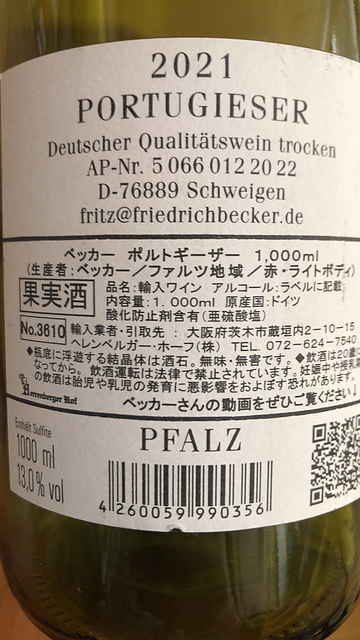 2021
PORTUGIESER
Deutscher Qualitätswein trocken
AP-Nr. 5 066 012 20 22
D-76889 Schweigen
fritz@friedrichbecker.de
ベッカー ポルトギーザー 1,000ml
(生産者:ベッカー/ファルツ地域/赤・ライトボディ)
果実酒
品名:輸入ワイン アルコール:ラベルに記載
内容量:1.000ml 原産国:ドイツ
酸化防止剤含有(亜硫酸塩)
No.3610
輸入業者・引取先: 大阪府茨木市蔵垣内2-10-15
ヘレンベルガー・ホーフ(株) TEL. 072-624-7540
◆瓶底に浮遊する結晶体は酒石。無味・無害です。◆飲酒は20歳に
なってから。飲酒運転は法律で禁止されています。妊娠中や授乳期
の飲酒は胎児や乳児の発育に悪影響をおよぼす恐れがあります。
Herrenberger Hof
ベッカーさんの動画をぜひご覧ください↓
Enthält Sulfite
1000 ml
13,0% vol
PFALZ
4 260059 990356